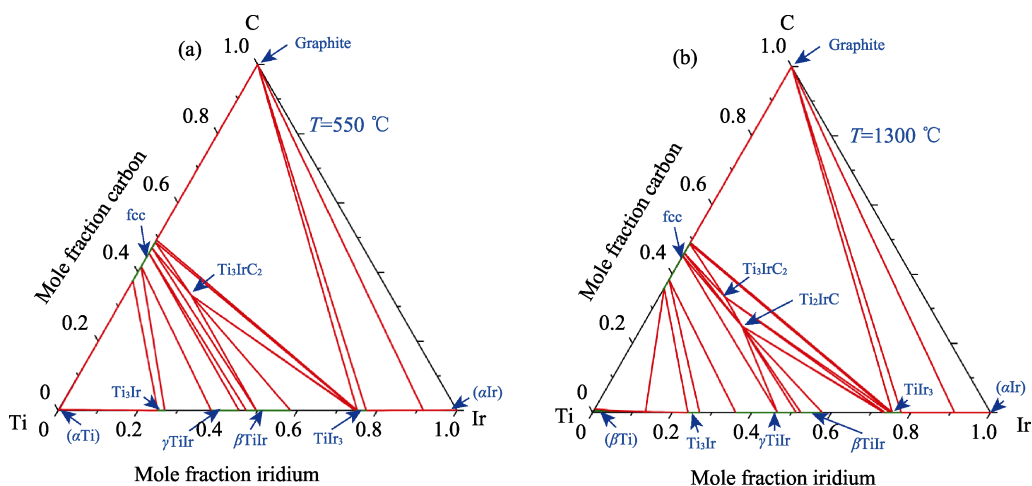 (a)
C
1.0
Graphite
0.8
T=550 ℃
0.6
Mole fraction carbon
fcc
0.4
Ti₃IrC₂
0.2
0
Ti₃Ir
(αIr)
Ti
(αTi)
γTiIr
βTiIr
TiIr₃
Ir
0.2
0.4
0.6
0.8
1.0
Mole fraction iridium
(b)
C
1.0
Graphite
0.8
T=1300 ℃
0.6
Mole fraction carbon
fcc
0.4
Ti₃IrC₂
Ti₂IrC
0.2
0
TiIr₃
(αIr)
Ti
(βTi)
Ti₃Ir
γTiIr
βTiIr
Ir
0.2
0.4
0.6
0.8
1.0
Mole fraction iridium